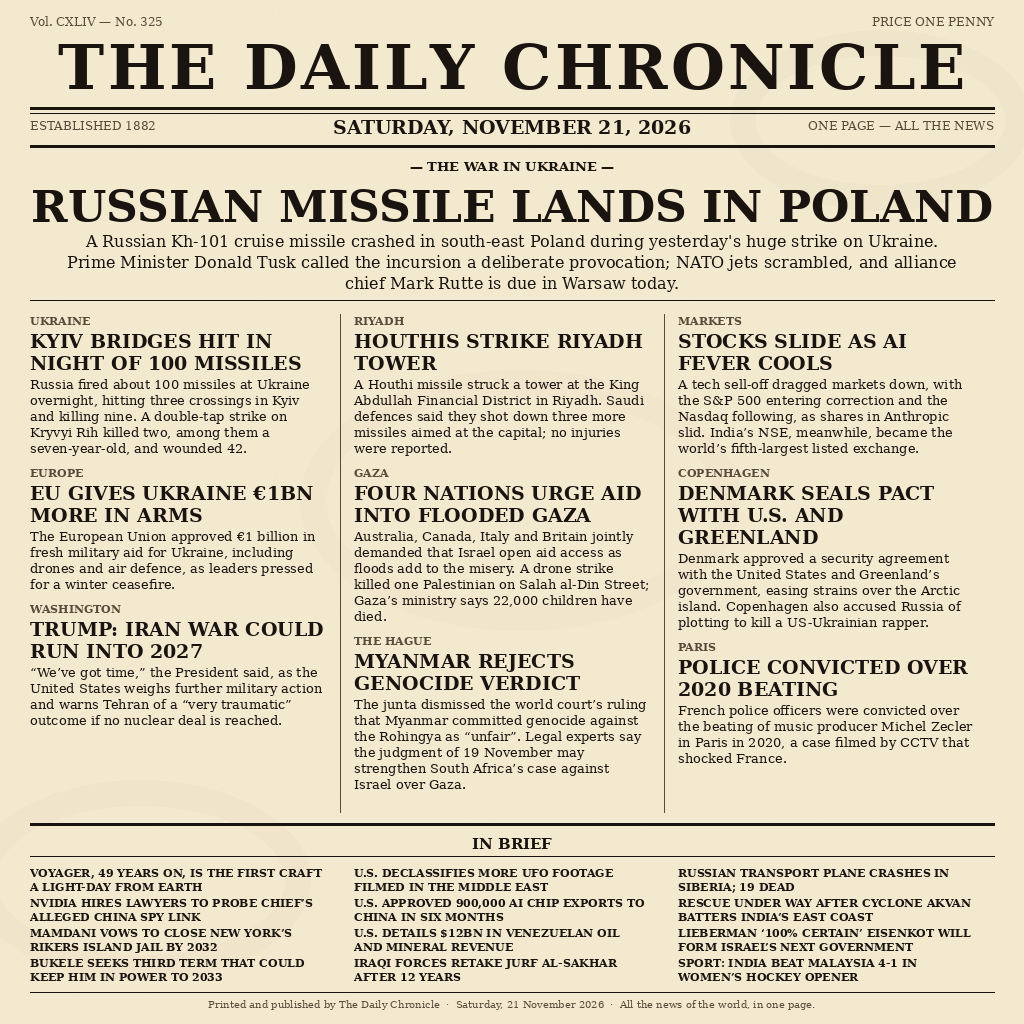 Vol. CXLIV — No. 325
PRICE ONE PENNY
THE DAILY CHRONICLE
ESTABLISHED 1882
SATURDAY, NOVEMBER 21, 2026
ONE PAGE — ALL THE NEWS
— THE WAR IN UKRAINE —
RUSSIAN MISSILE LANDS IN POLAND
A Russian Kh-101 cruise missile crashed in south-east Poland during yesterday's huge strike on Ukraine.
Prime Minister Donald Tusk called the incursion a deliberate provocation; NATO jets scrambled, and alliance
chief Mark Rutte is due in Warsaw today.
UKRAINE
KYIV BRIDGES HIT IN
NIGHT OF 100 MISSILES
Russia fired about 100 missiles at Ukraine
overnight, hitting three crossings in Kyiv
and killing nine. A double-tap strike on
Kryvyi Rih killed two, among them a
seven-year-old, and wounded 42.
EUROPE
EU GIVES UKRAINE €1BN
MORE IN ARMS
The European Union approved €1 billion in
fresh military aid for Ukraine, including
drones and air defence, as leaders pressed
for a winter ceasefire.
WASHINGTON
TRUMP: IRAN WAR COULD
RUN INTO 2027
“We’ve got time,” the President said, as the
United States weighs further military action
and warns Tehran of a “very traumatic”
outcome if no nuclear deal is reached.
RIYADH
HOUTHIS STRIKE RIYADH
TOWER
A Houthi missile struck a tower at the King
Abdullah Financial District in Riyadh. Saudi
defences said they shot down three more
missiles aimed at the capital; no injuries
were reported.
GAZA
FOUR NATIONS URGE AID
INTO FLOODED GAZA
Australia, Canada, Italy and Britain jointly
demanded that Israel open aid access as
floods add to the misery. A drone strike
killed one Palestinian on Salah al-Din Street;
Gaza’s ministry says 22,000 children have
died.
THE HAGUE
MYANMAR REJECTS
GENOCIDE VERDICT
The junta dismissed the world court’s ruling
that Myanmar committed genocide against
the Rohingya as “unfair”. Legal experts say
the judgment of 19 November may
strengthen South Africa’s case against
Israel over Gaza.
MARKETS
STOCKS SLIDE AS AI
FEVER COOLS
A tech sell-off dragged markets down, with
the S&P 500 entering correction and the
Nasdaq following, as shares in Anthropic
slid. India’s NSE, meanwhile, became the
world’s fifth-largest listed exchange.
COPENHAGEN
DENMARK SEALS PACT
WITH U.S. AND
GREENLAND
Denmark approved a security agreement
with the United States and Greenland’s
government, easing strains over the Arctic
island. Copenhagen also accused Russia of
plotting to kill a US-Ukrainian rapper.
PARIS
POLICE CONVICTED OVER
2020 BEATING
French police officers were convicted over
the beating of music producer Michel Zecler
in Paris in 2020, a case filmed by CCTV that
shocked France.
IN BRIEF
VOYAGER, 49 YEARS ON, IS THE FIRST CRAFT
A LIGHT-DAY FROM EARTH
NVIDIA HIRES LAWYERS TO PROBE CHIEF’S
ALLEGED CHINA SPY LINK
MAMDANI VOWS TO CLOSE NEW YORK’S
RIKERS ISLAND JAIL BY 2032
BUKELE SEEKS THIRD TERM THAT COULD
KEEP HIM IN POWER TO 2033
U.S. DECLASSIFIES MORE UFO FOOTAGE
FILMED IN THE MIDDLE EAST
U.S. APPROVED 900,000 AI CHIP EXPORTS TO
CHINA IN SIX MONTHS
U.S. DETAILS $12BN IN VENEZUELAN OIL
AND MINERAL REVENUE
IRAQI FORCES RETAKE JURF AL-SAKHAR
AFTER 12 YEARS
RUSSIAN TRANSPORT PLANE CRASHES IN
SIBERIA; 19 DEAD
RESCUE UNDER WAY AFTER CYCLONE AKVAN
BATTERS INDIA’S EAST COAST
LIEBERMAN ‘100% CERTAIN’ EISENKOT WILL
FORM ISRAEL’S NEXT GOVERNMENT
SPORT: INDIA BEAT MALAYSIA 4-1 IN
WOMEN’S HOCKEY OPENER
Printed and published by The Daily Chronicle · Saturday, 21 November 2026 · All the news of the world, in one page.